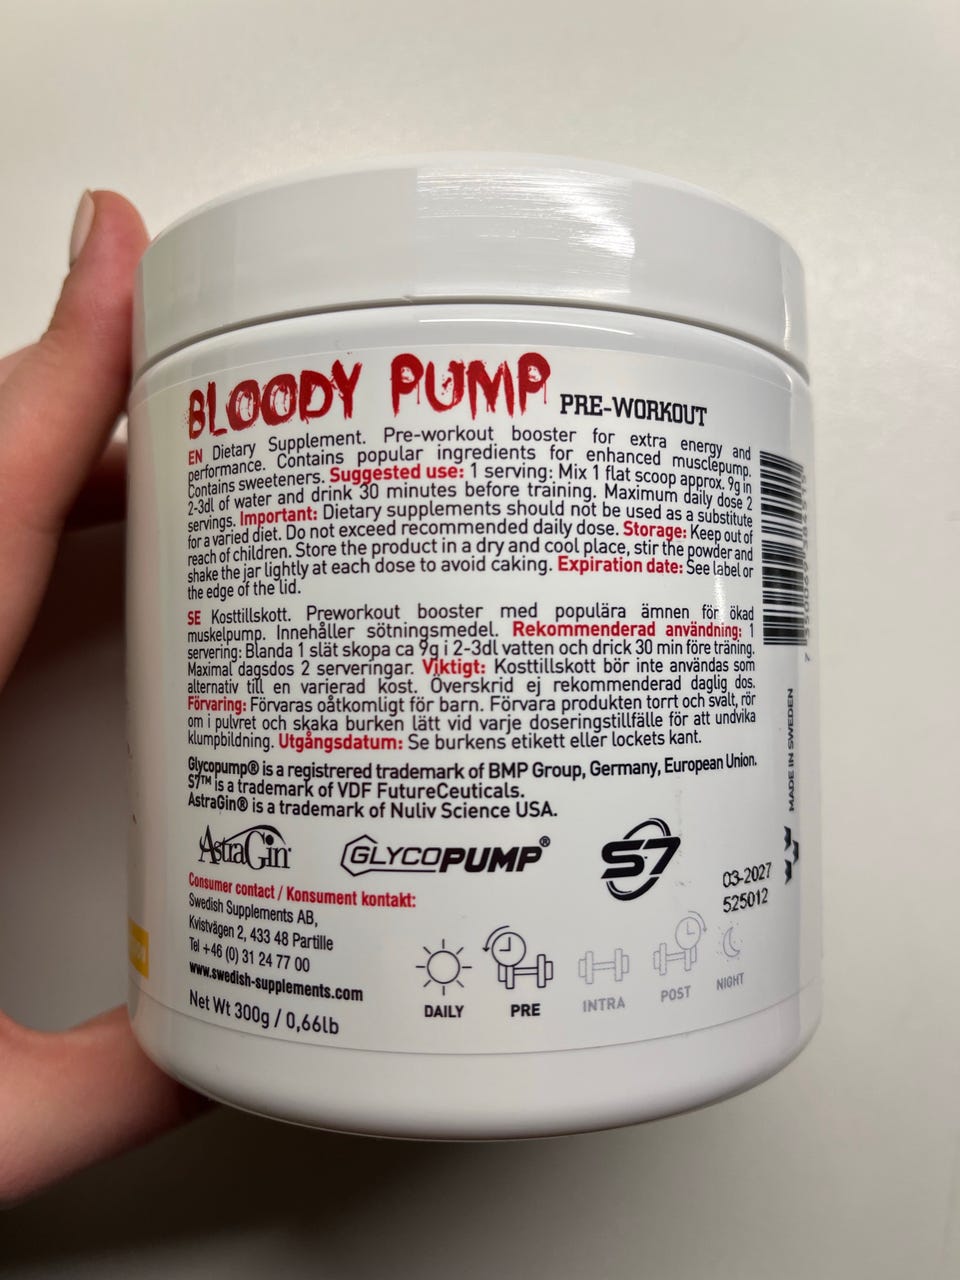 BLOODY PUMP PRE-WORKOUT
EN Dietary Supplement. Pre-workout booster for extra energy and
performance. Contains popular ingredients for enhanced musclepump.
Contains sweeteners. Suggested use: 1 serving: Mix 1 flat scoop approx. 9g in
2-3dl of water and drink 30 minutes before training. Maximum daily dose 2
servings. Important: Dietary supplements should not be used as a substitute
for a varied diet. Do not exceed recommended daily dose. Storage: Keep out of
reach of children. Store the product in a dry and cool place, stir the powder and
shake the jar lightly at each dose to avoid caking. Expiration date: See label or
the edge of the lid.
SE Kosttillskott. Preworkout booster med populära ämnen för ökad
muskelpump. Innehåller sötningsmedel. Rekommenderad användning: 1
servering: Blanda 1 slät skopa ca 9g i 2-3dl vatten och drick 30 min före träning.
Maximal dagsdos 2 serveringar. Viktigt: Kosttillskott bör inte användas som
alternativ till en varierad kost. Överskrid ej rekommenderad daglig dos.
Förvaring: Förvaras oåtkomligt för barn. Förvara produkten torrt och svalt, rör
om i pulvret och skaka burken lätt vid varje doseringstillfälle för att undvika
klumpbildning. Utgångsdatum: Se burkens etikett eller lockets kant.
Glycopump® is a registrered trademark of BMP Group, Germany, European Union.
S7™ is a trademark of VDF FutureCeuticals.
AstraGin® is a trademark of Nuliv Science USA.
AstraGin GLYCOPUMP® S7
Consumer contact / Konsument kontakt:
Swedish Supplements AB,
Kvistvägen 2, 433 48 Partille
Tel +46 (0) 31 24 77 00
www.swedish-supplements.com
Net Wt 300g / 0,66lb
DAILY PRE INTRA POST NIGHT
03-2027
525012
MADE IN SWEDEN